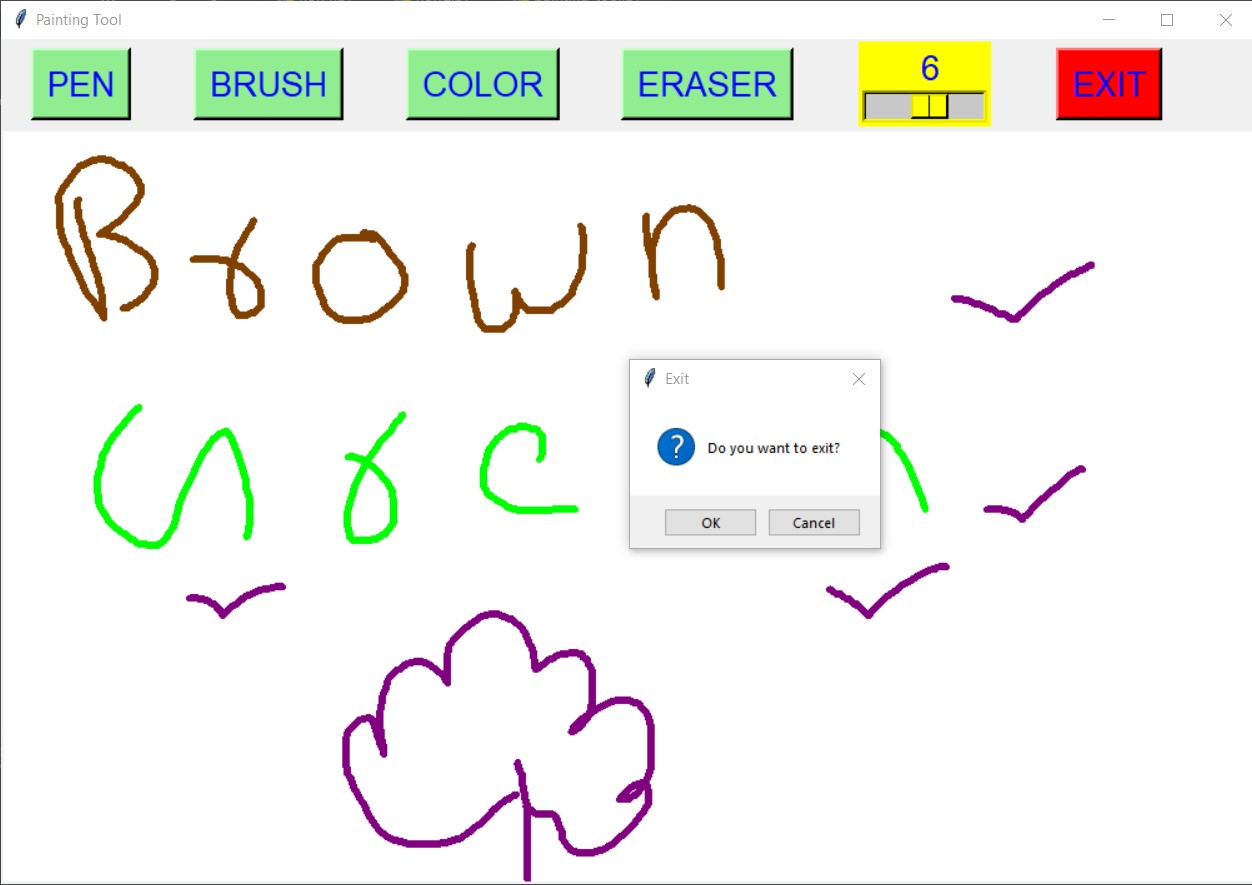 Painting Tool
PEN BRUSH COLOR ERASER 6 EXIT
Brown
Exit
Do you want to exit?
OK Cancel